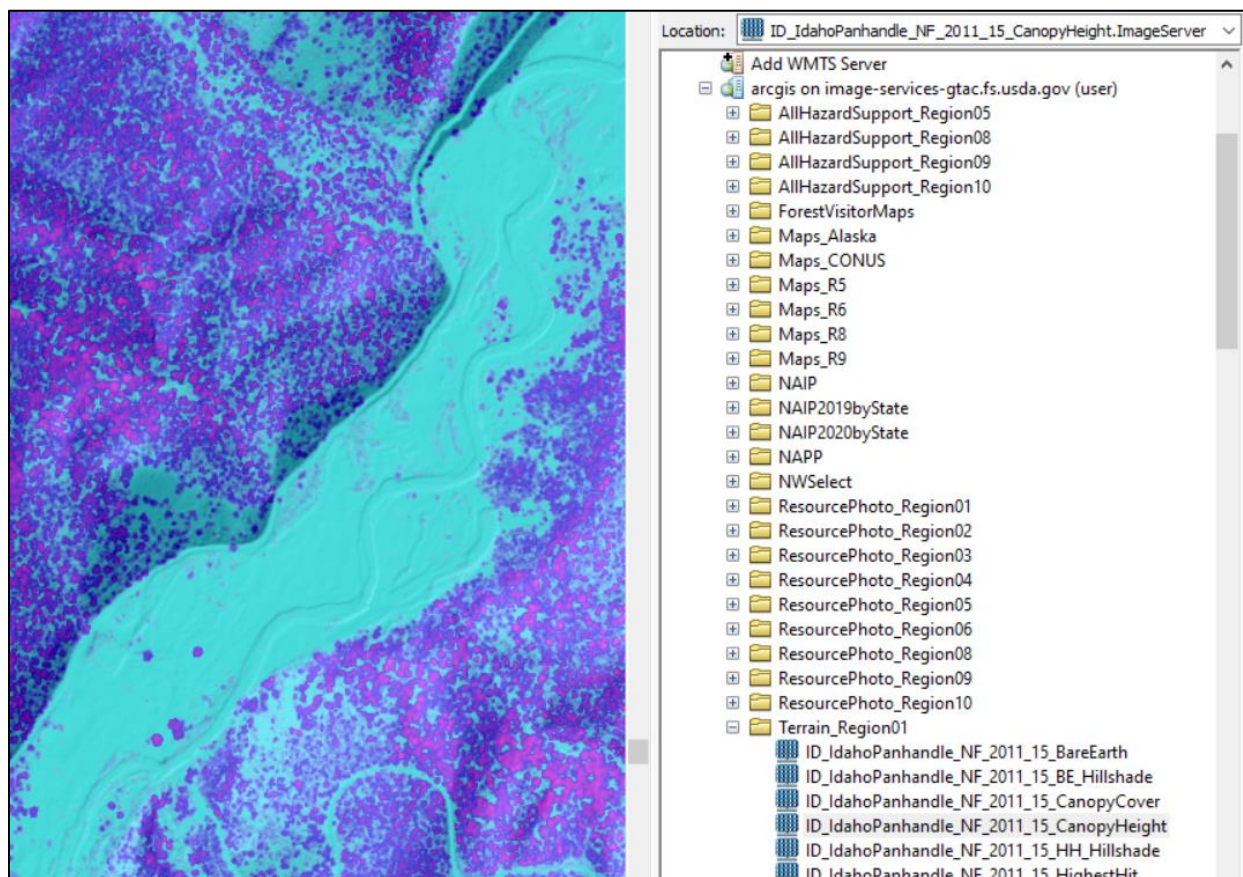 Location: ID_IdahoPanhandle_NF_2011_15_CanopyHeight.ImageServer
Add WMTS Server
arcgis on image-services-gtac.fs.usda.gov (user)
AllHazardSupport_Region05
AllHazardSupport_Region08
AllHazardSupport_Region09
AllHazardSupport_Region10
ForestVisitorMaps
Maps_Alaska
Maps_CONUS
Maps_R5
Maps_R6
Maps_R8
Maps_R9
NAIP
NAIP2019byState
NAIP2020byState
NAPP
NWSelect
ResourcePhoto_Region01
ResourcePhoto_Region02
ResourcePhoto_Region03
ResourcePhoto_Region04
ResourcePhoto_Region05
ResourcePhoto_Region06
ResourcePhoto_Region08
ResourcePhoto_Region09
ResourcePhoto_Region10
Terrain_Region01
ID_IdahoPanhandle_NF_2011_15_BareEarth
ID_IdahoPanhandle_NF_2011_15_BE_Hillshade
ID_IdahoPanhandle_NF_2011_15_CanopyCover
ID_IdahoPanhandle_NF_2011_15_CanopyHeight
ID_IdahoPanhandle_NF_2011_15_HH_Hillshade
ID_IdahoPanhandle_NF_2011_15_HighestHit